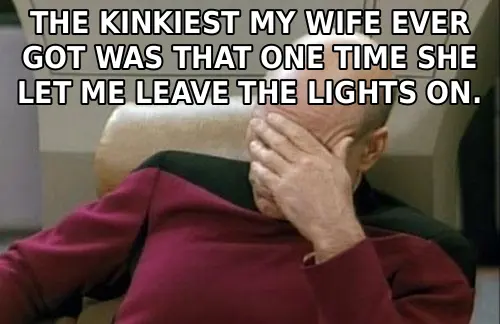 THE KINKIEST MY WIFE EVER
GOT WAS THAT ONE TIME SHE
LET ME LEAVE THE LIGHTS ON.